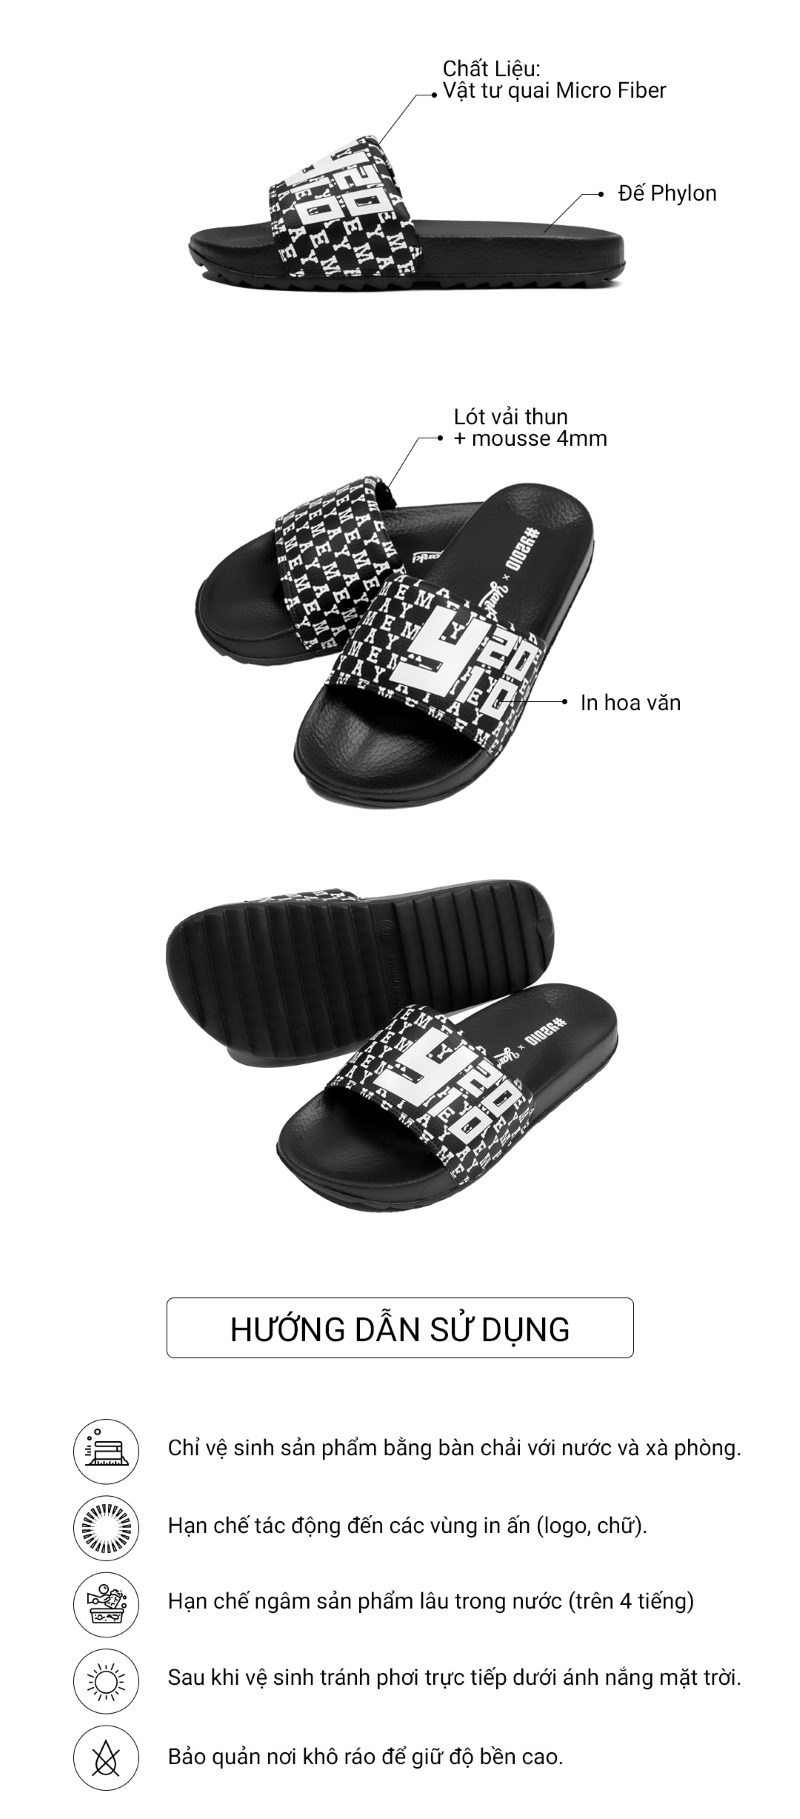 Chất Liệu:
Vật tư quai Micro Fiber
Đế Phylon
Lót vải thun
+ mousse 4mm
#Y2010 x
Y2010
In hoa văn
#Y2010 x
Y2010
HƯỚNG DẪN SỬ DỤNG
Chỉ vệ sinh sản phẩm bằng bàn chải với nước và xà phòng.
Hạn chế tác động đến các vùng in ấn (logo, chữ).
Hạn chế ngâm sản phẩm lâu trong nước (trên 4 tiếng)
Sau khi vệ sinh tránh phơi trực tiếp dưới ánh nắng mặt trời.
Bảo quản nơi khô ráo để giữ độ bền cao.